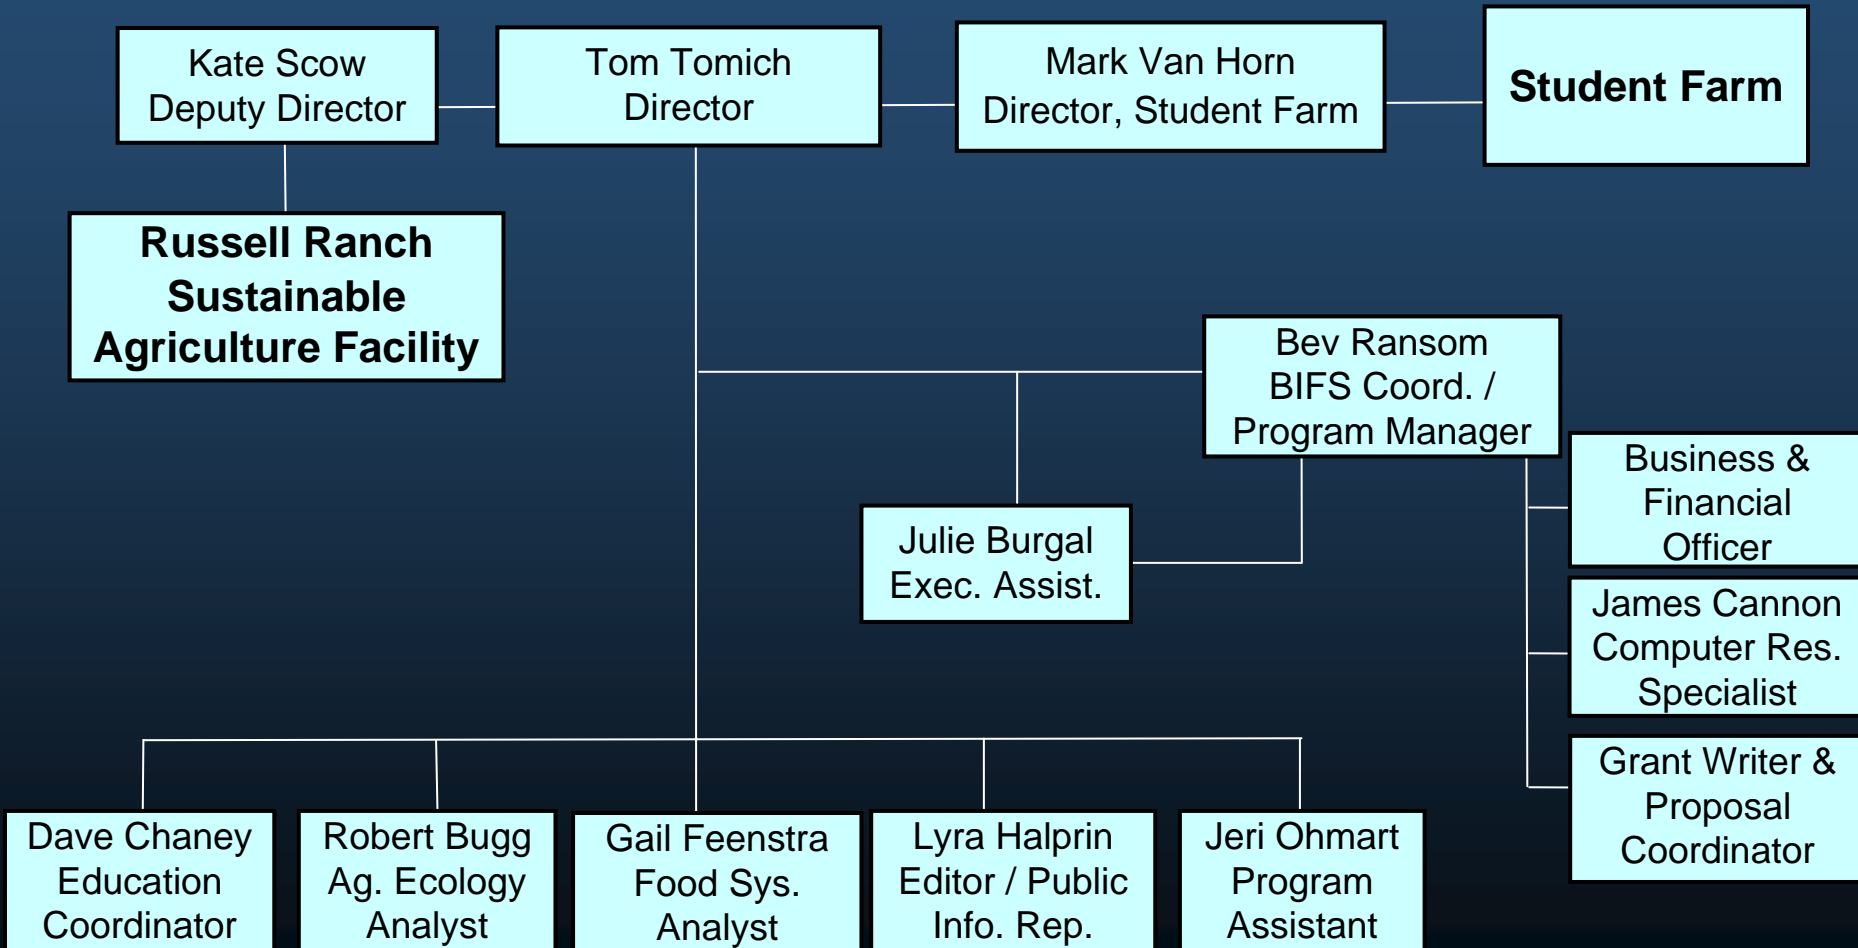 Kate Scow
Deputy Director
Tom Tomich
Director
Mark Van Horn
Director, Student Farm
Student Farm
Russell Ranch
Sustainable
Agriculture Facility
Bev Ransom
BIFS Coord. /
Program Manager
Julie Burgal
Exec. Assist.
Business &
Financial
Officer
James Cannon
Computer Res.
Specialist
Grant Writer &
Proposal
Coordinator
Dave Chaney
Education
Coordinator
Robert Bugg
Ag. Ecology
Analyst
Gail Feenstra
Food Sys.
Analyst
Lyra Halprin
Editor / Public
Info. Rep.
Jeri Ohmart
Program
Assistant